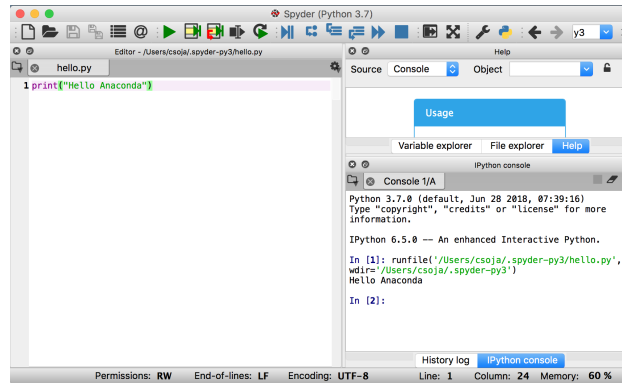 Spyder (Python 3.7)
y3
Editor - /Users/csoja/.spyder-py3/hello.py
hello.py
1 print("Hello Anaconda")
Help
Source Console Object
Usage
Variable explorer File explorer Help
IPython console
Console 1/A
Python 3.7.0 (default, Jun 28 2018, 07:39:16)
Type "copyright", "credits" or "license" for more
information.
IPython 6.5.0 -- An enhanced Interactive Python.
In [1]: runfile('/Users/csoja/.spyder-py3/hello.py',
wdir='/Users/csoja/.spyder-py3')
Hello Anaconda
In [2]:
History log IPython console
Permissions: RW End-of-lines: LF Encoding: UTF-8 Line: 1 Column: 24 Memory: 60 %